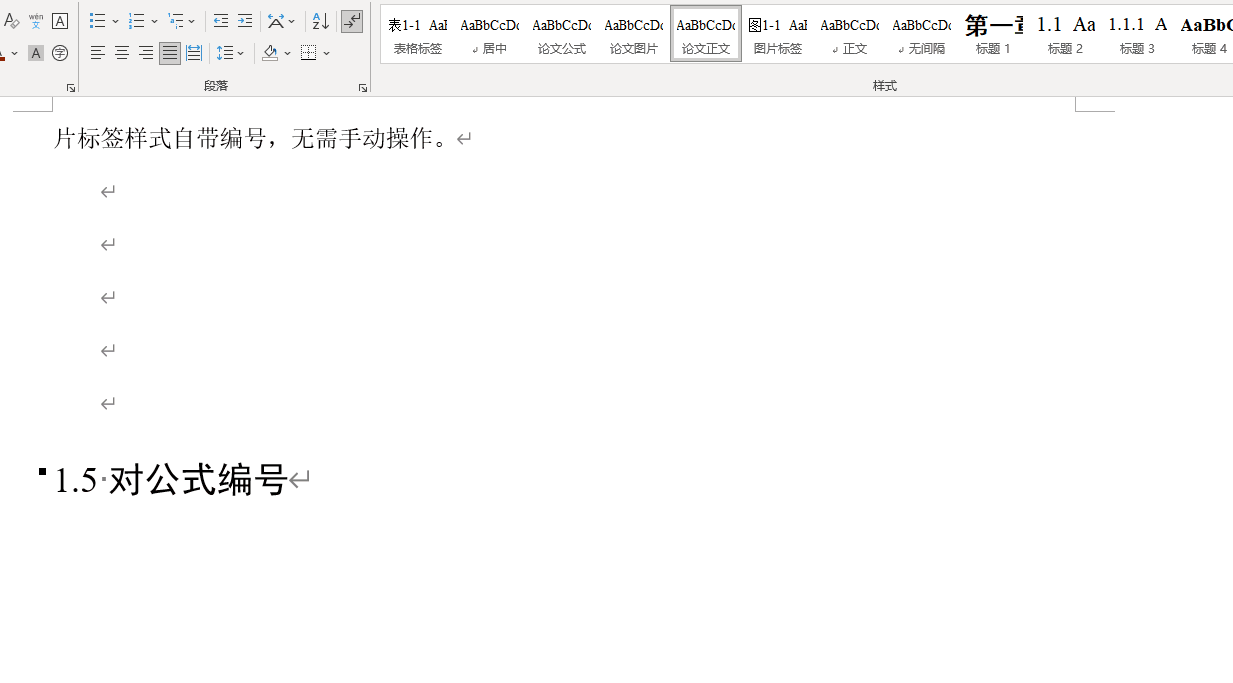 wén
文 A
A 字
A
Z
段落
表1-1 Aal AaBbCcDc AaBbCcDc AaBbCcDc AaBbCcDc 图1-1 Aal AaBbCcDc AaBbCcDc 第一章 1.1 Aa 1.1.1 A AaBbC
表格标签 ↲ 居中 论文公式 论文图片 论文正文 图片标签 ↲ 正文 ↲ 无间隔 标题 1 标题 2 标题 3 标题 4
样式
片标签样式自带编号，无需手动操作。↵
↵
↵
↵
↵
↵
1.5·对公式编号↵